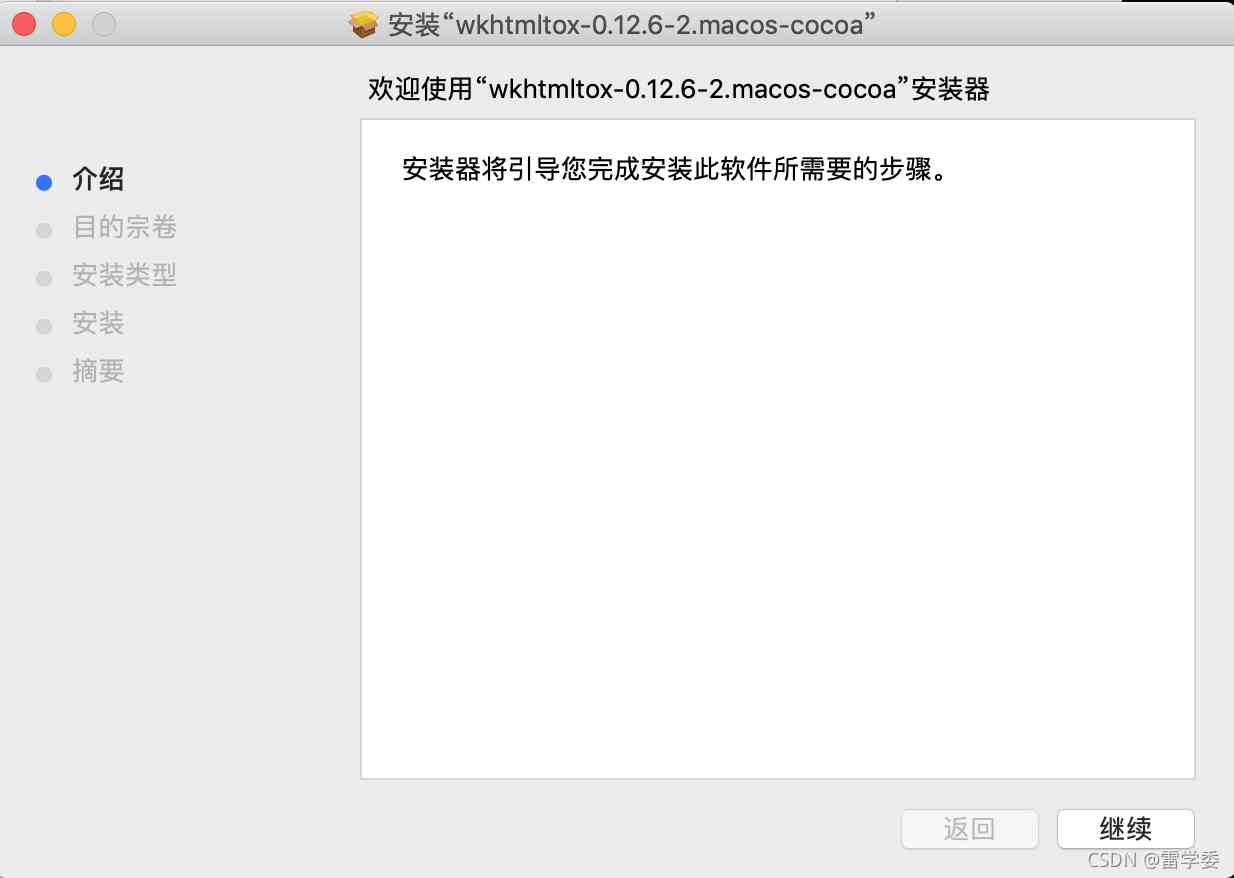 安装“wkhtmltox-0.12.6-2.macos-cocoa”
欢迎使用“wkhtmltox-0.12.6-2.macos-cocoa”安装器
安装器将引导您完成安装此软件所需要的步骤。
介绍
目的宗卷
安装类型
安装
摘要
返回
继续
CSDN @雷学委